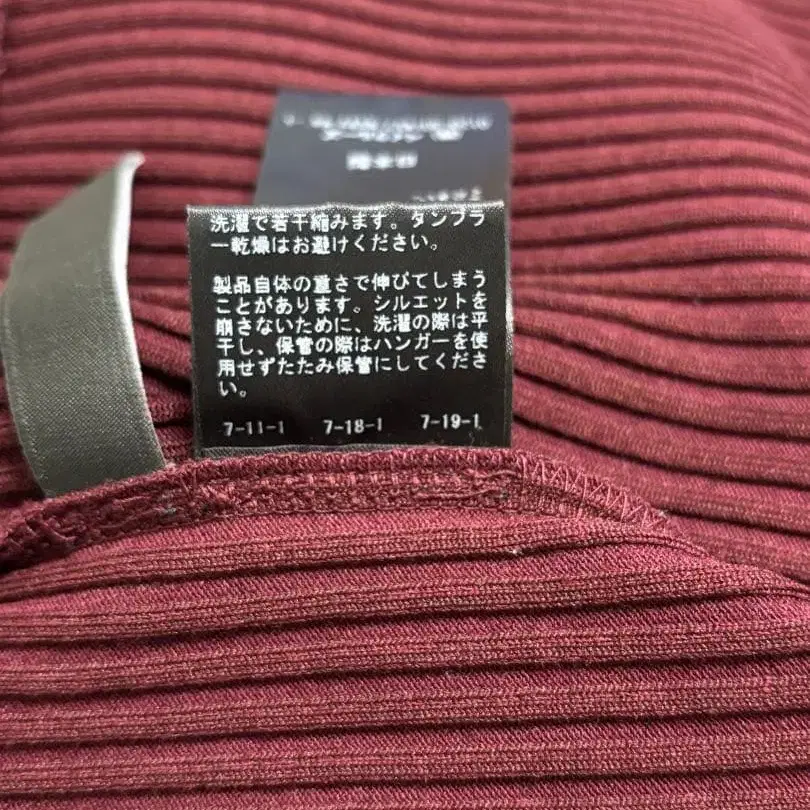 日本製
洗濯で若干縮みます。タンブラ
ー乾燥はお避けください。
製品自体の重さで伸びてしまう
ことがあります。シルエットを
崩さないために、洗濯の際は平
干し、保管の際はハンガーを使
用せずたたみ保管にしてくださ
い。
7-11-1 7-18-1 7-19-1